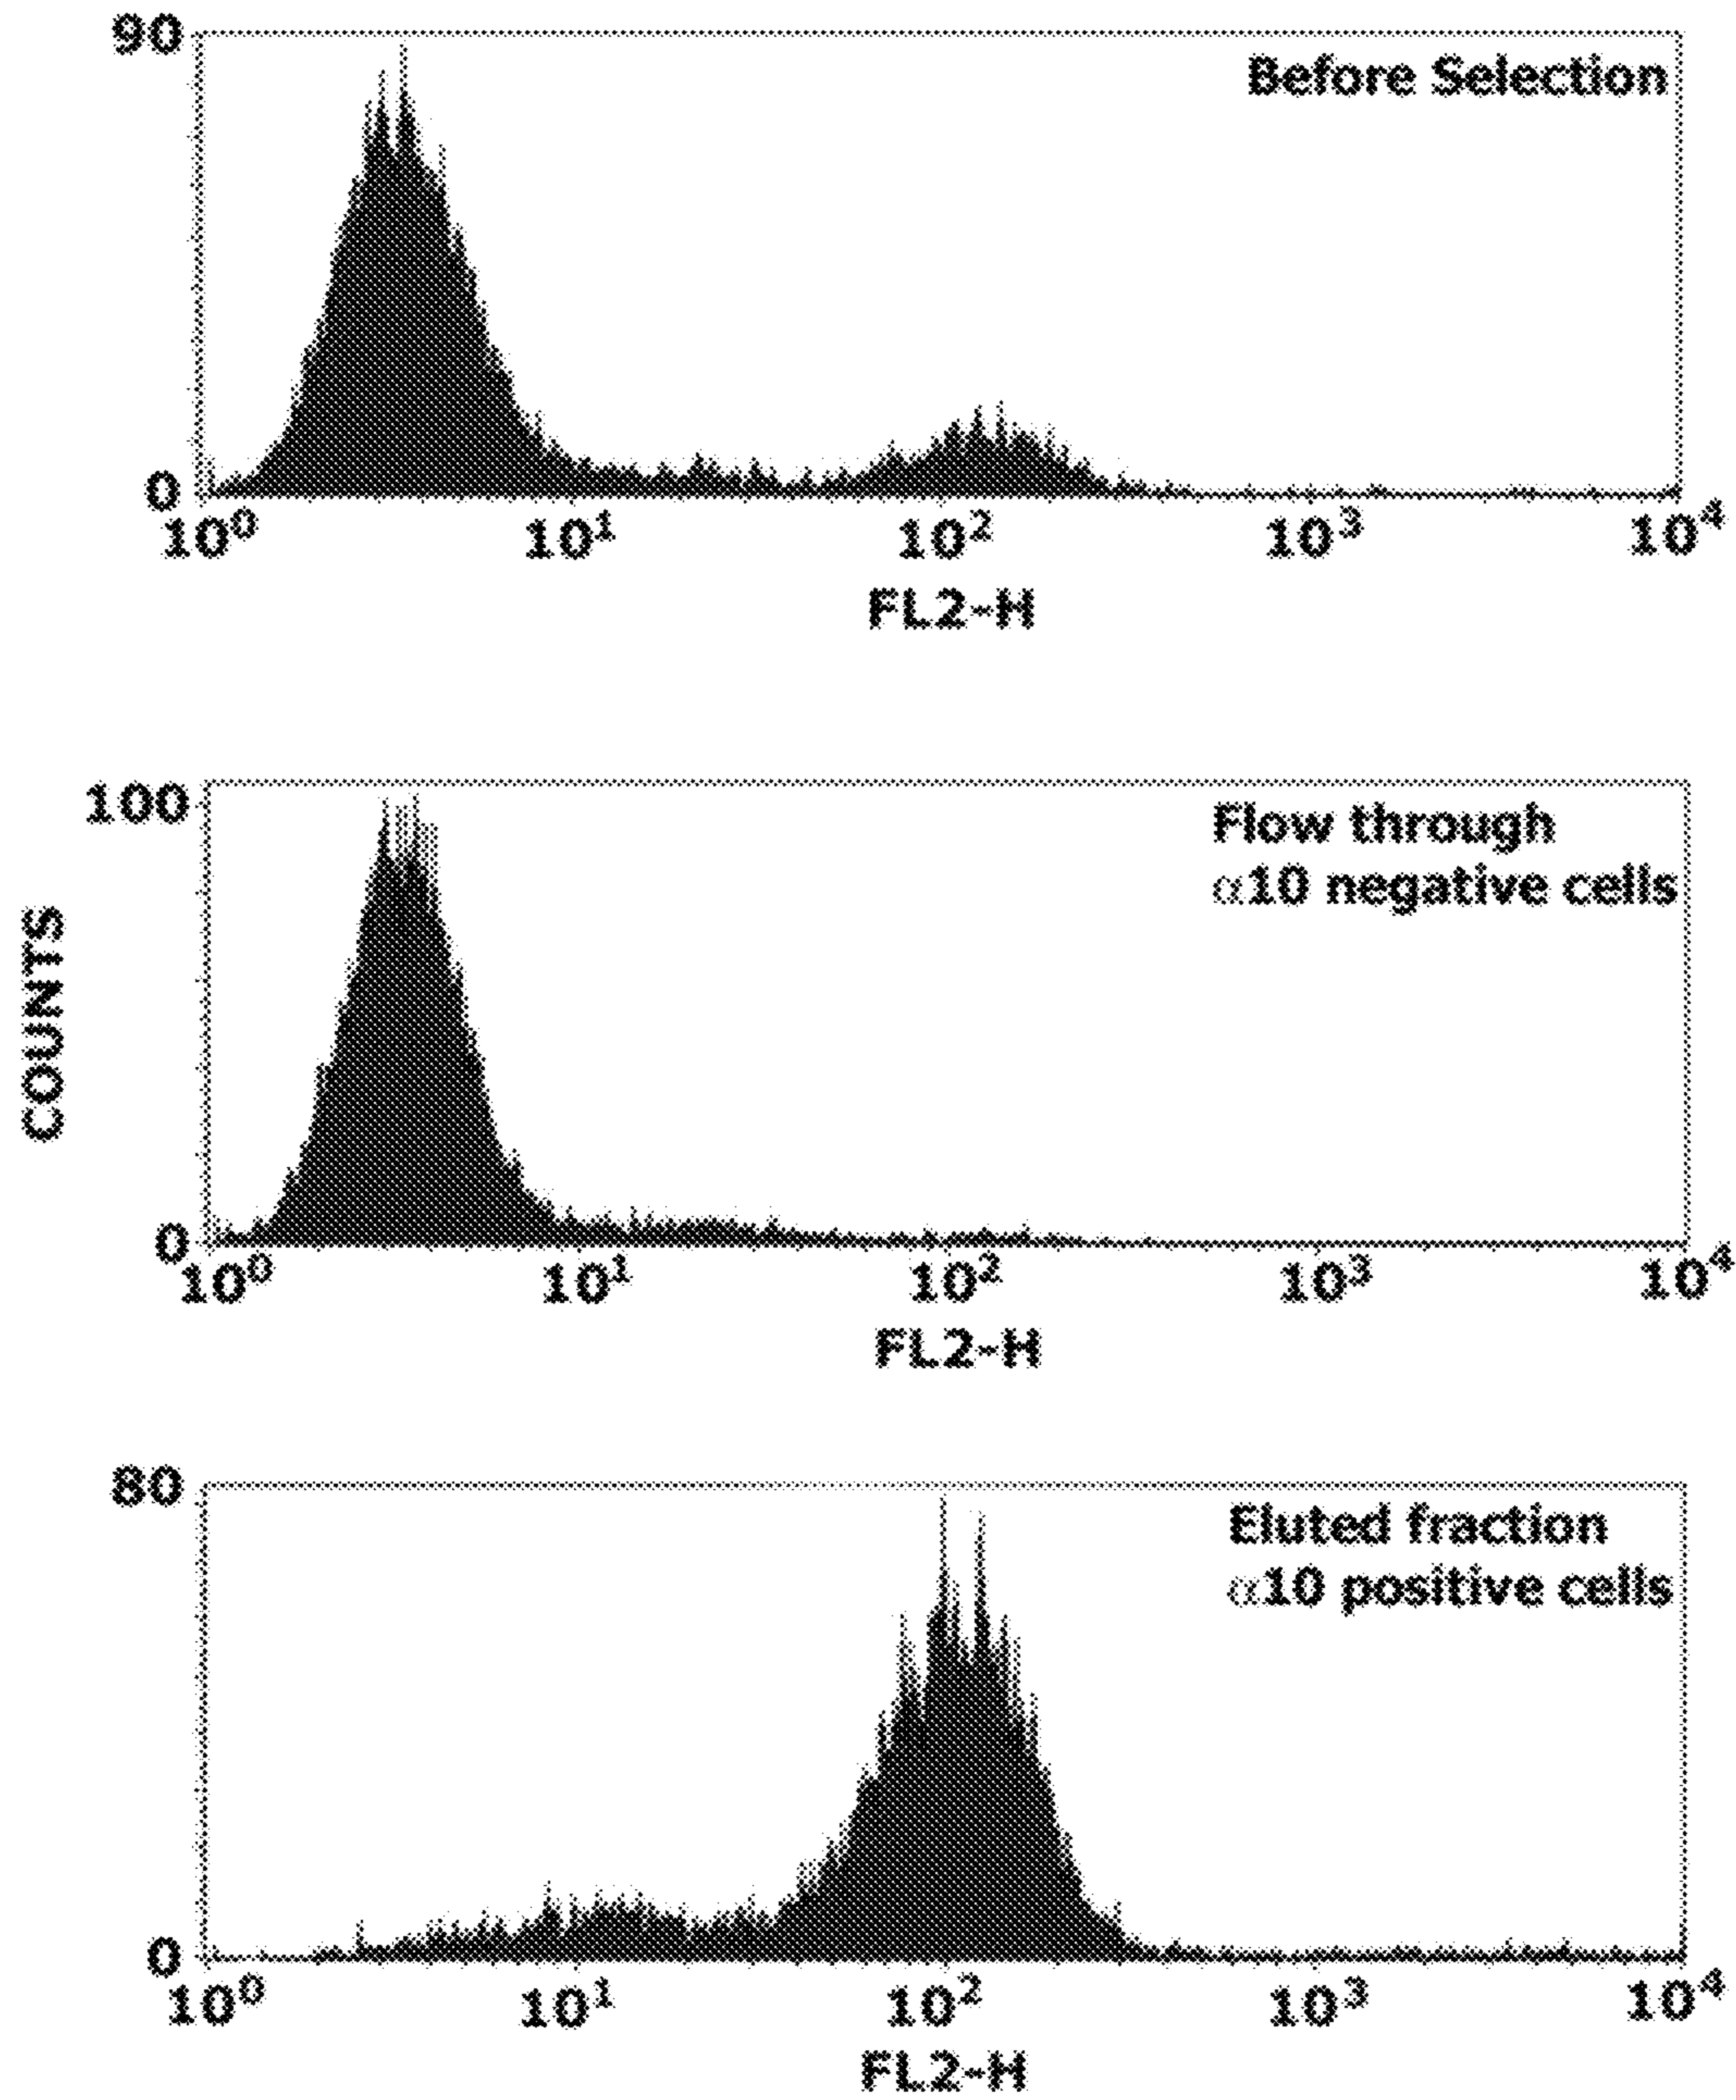 90
Before Selection
0
10⁰ 10¹ 10² 10³ 10⁴
FL2-H
COUNTS
100
Flow through
α10 negative cells
0
10⁰ 10¹ 10² 10³ 10⁴
FL2-H
80
Eluted fraction
α10 positive cells
0
10⁰ 10¹ 10² 10³ 10⁴
FL2-H